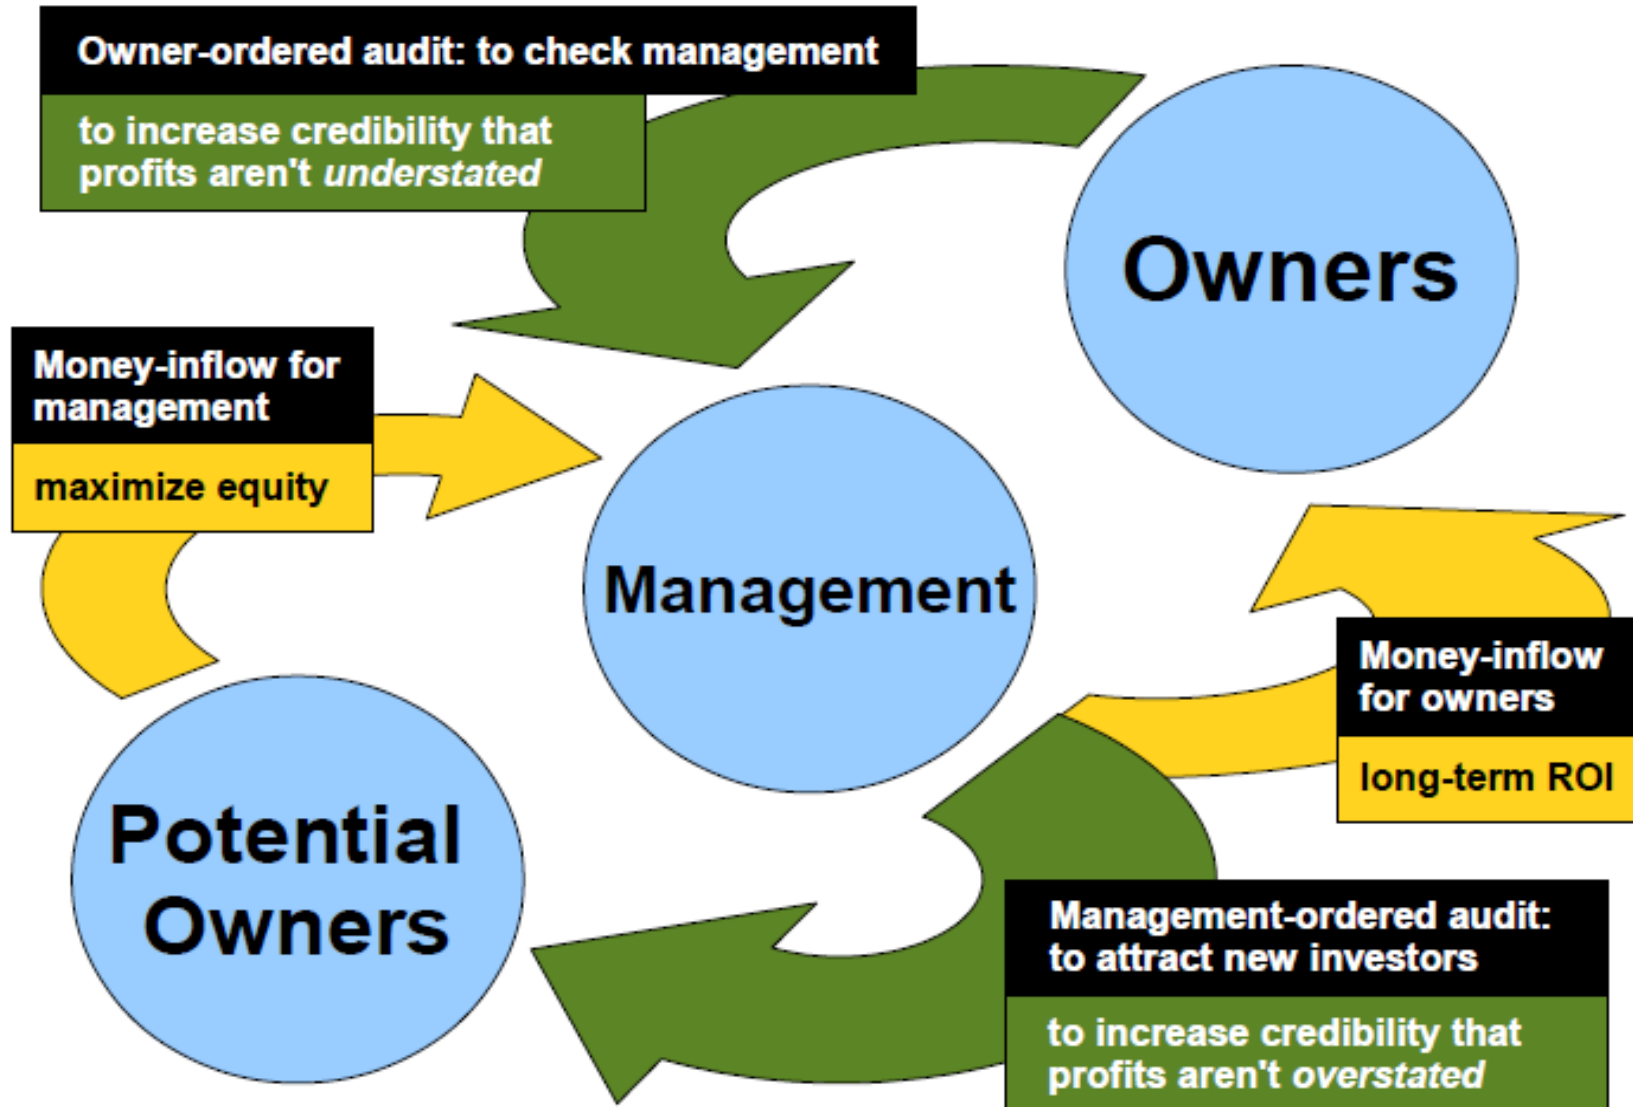 Owner-ordered audit: to check management
to increase credibility that
profits aren't understated
Owners
Money-inflow for
management
maximize equity
Management
Money-inflow
for owners
long-term ROI
Potential
Owners
Management-ordered audit:
to attract new investors
to increase credibility that
profits aren't overstated